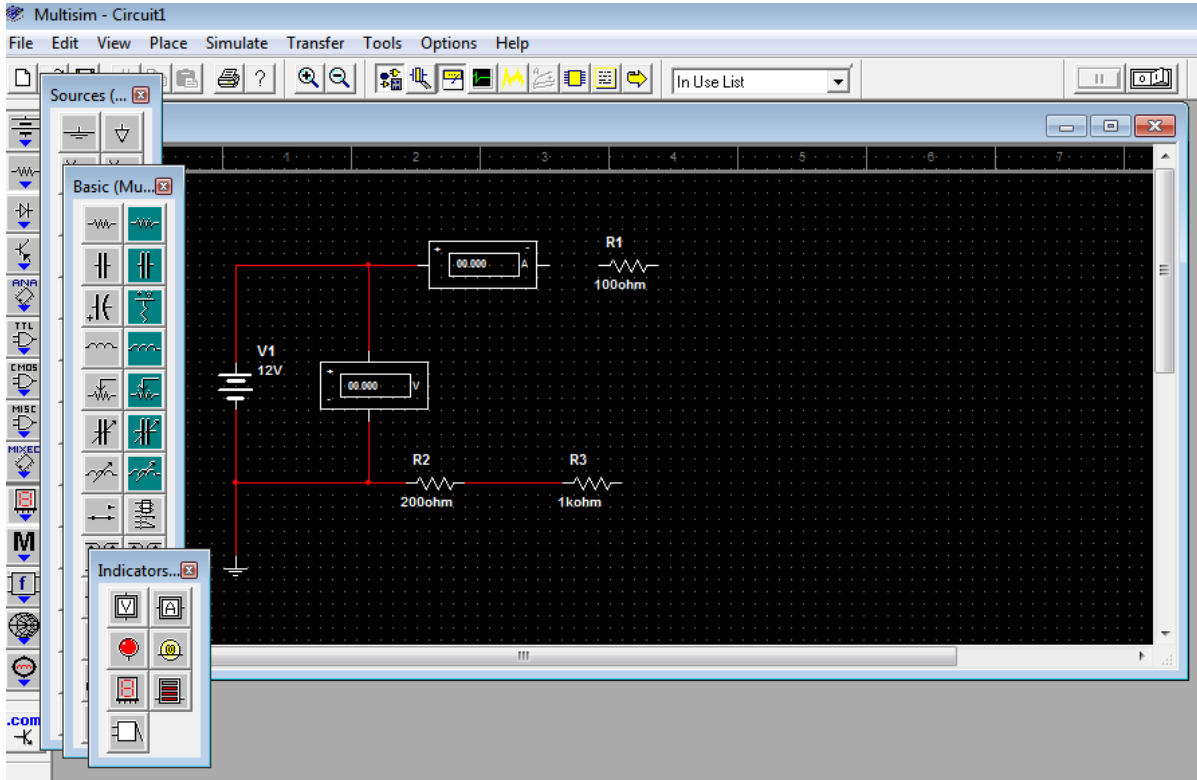 Multisim - Circuit1
File Edit View Place Simulate Transfer Tools Options Help
In Use List
Sources (...
Basic (Mu...
Indicators...
ANA
TTL
CMOS
MISC
MIXED
M
f
.com
1 2 3 4 5 6 7
+ -
00.000 A
R1
100ohm
V1
12V
+
00.000 V
-
R2
200ohm
R3
1kohm
V A